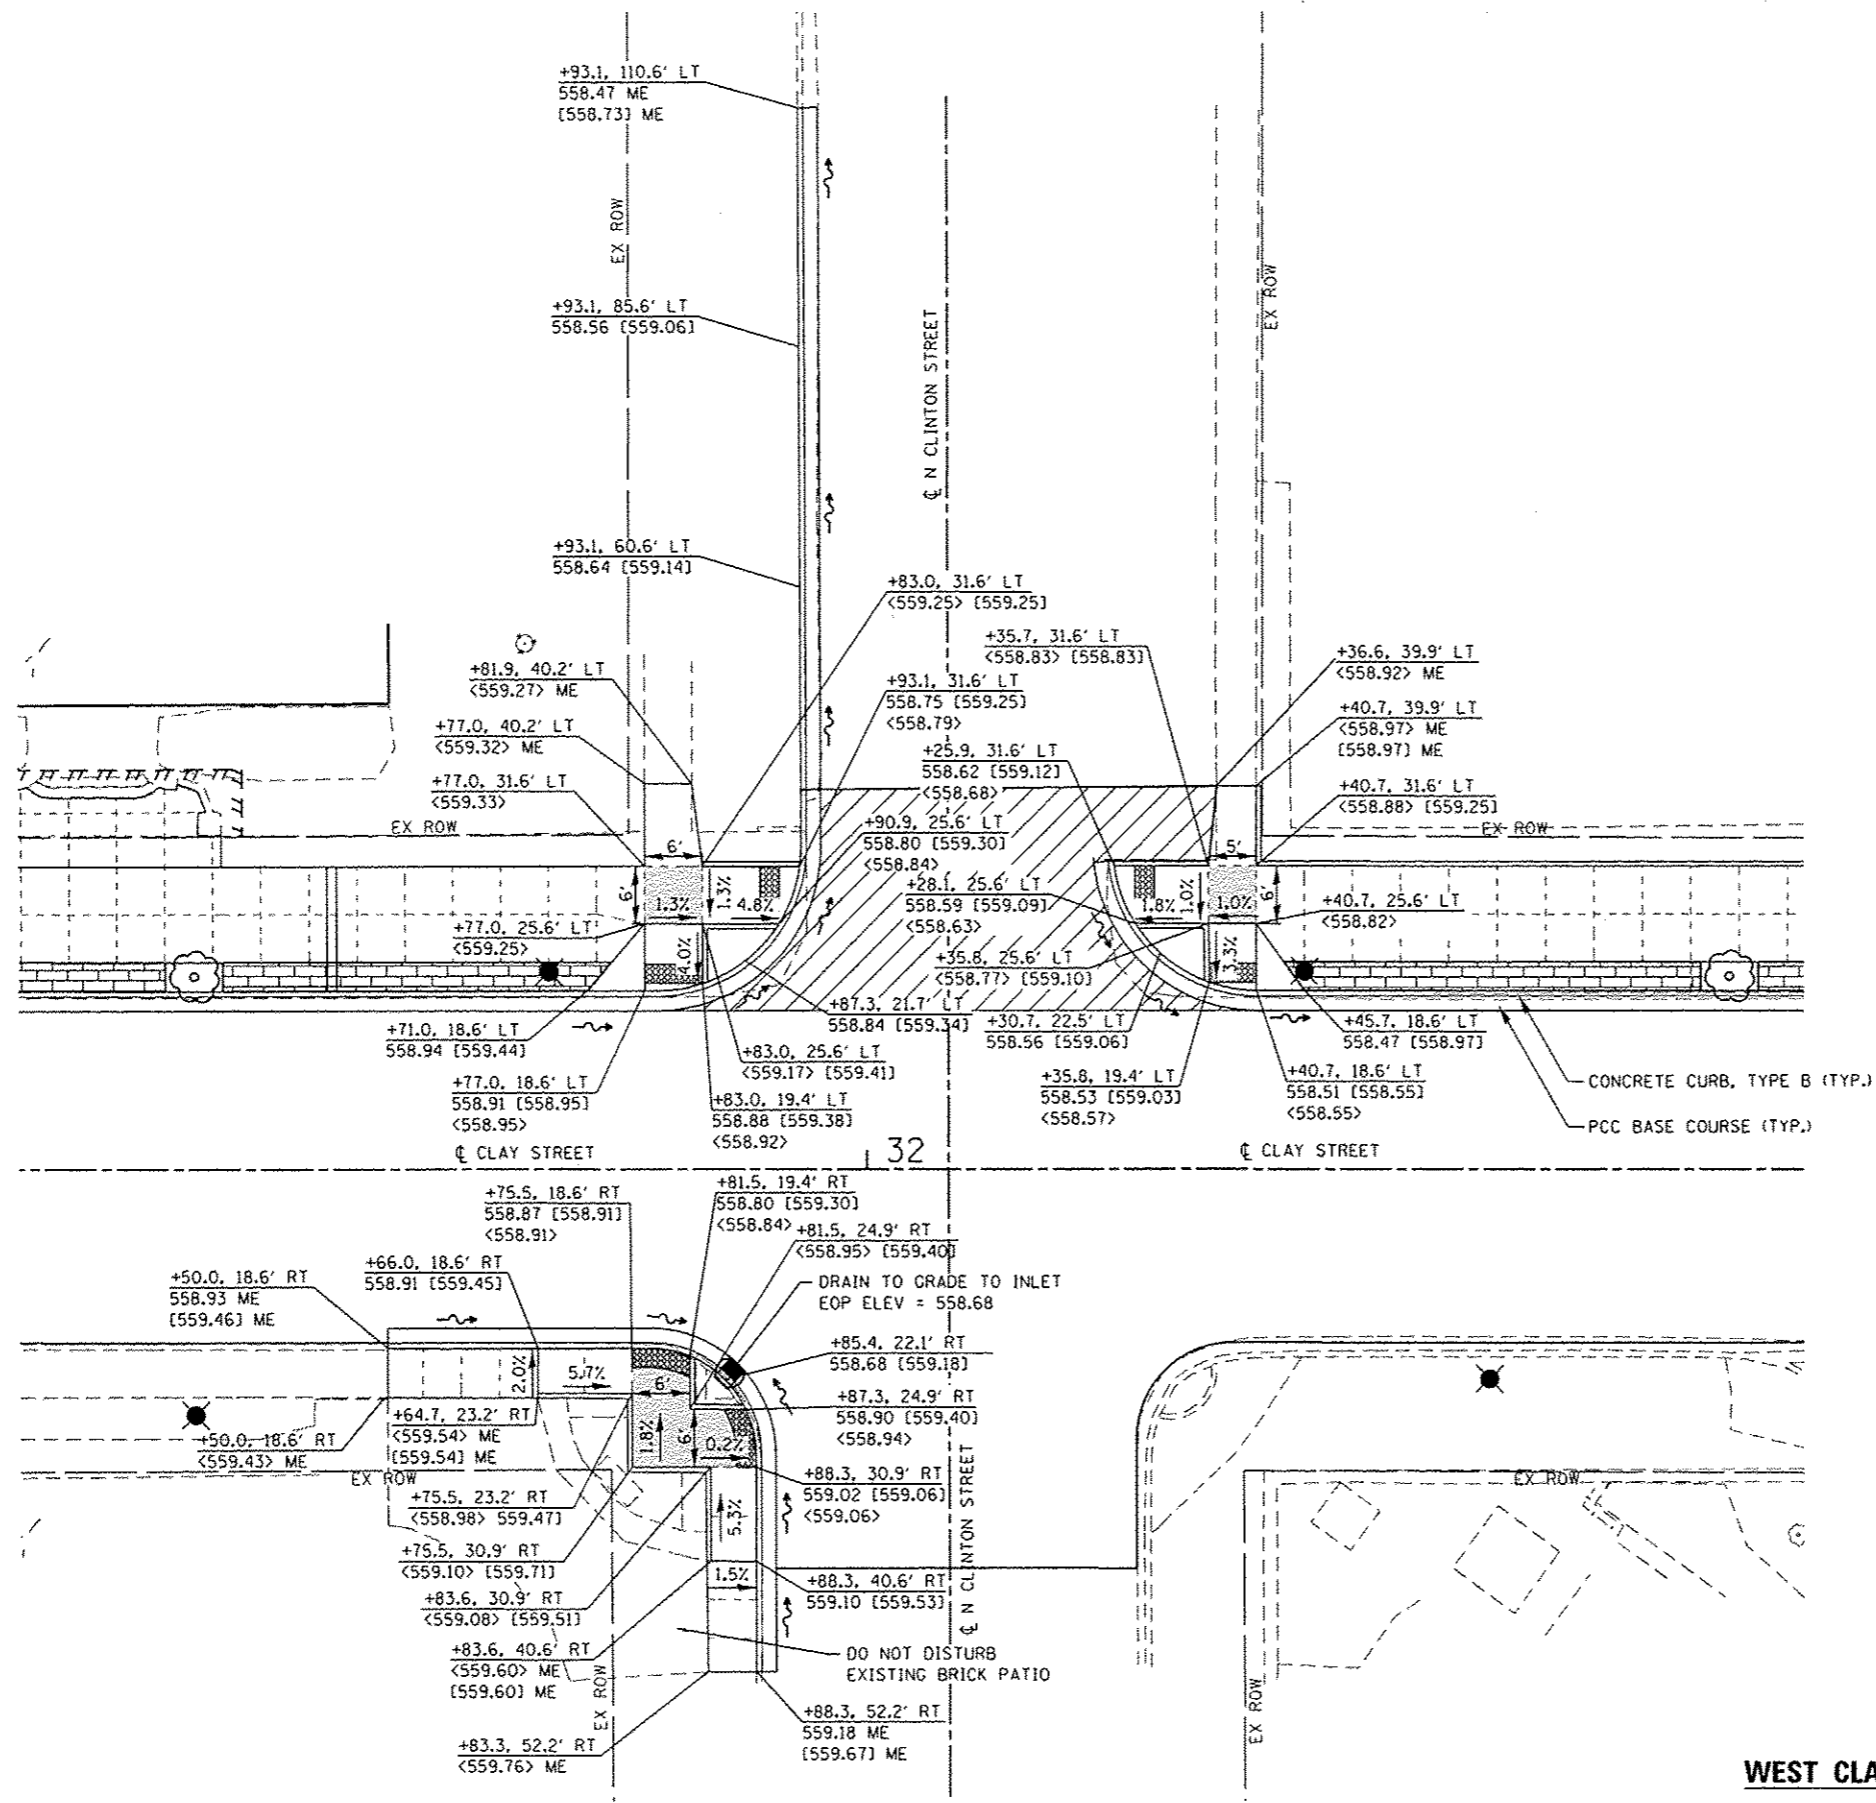 +93.1, 110.6' LT
558.47 ME
[558.73] ME
EX ROW
EX ROW
+93.1, 85.6' LT
558.56 [559.06]
℄ N CLINTON STREET
+93.1, 60.6' LT
558.64 [559.14]
+83.0, 31.6' LT
<559.25> [559.25]
+35.7, 31.6' LT
<558.83> [558.83]
+36.6, 39.9' LT
<558.92> ME
+81.9, 40.2' LT
<559.27> ME
+93.1, 31.6' LT
558.75 [559.25]
<558.79>
+40.7, 39.9' LT
<558.97> ME
[558.97] ME
+77.0, 40.2' LT
<559.32> ME
+25.9, 31.6' LT
558.62 [559.12]
<558.68>
+77.0, 31.6' LT
<559.33>
+40.7, 31.6' LT
<558.88> [559.25]
EX ROW
EX ROW
+90.9, 25.6' LT
558.80 [559.30]
<558.84>
6'
5'
6'
1.3%
1.3%
4.8%
+28.1, 25.6' LT
558.59 [559.09]
<558.63>
1.8%
1.0%
1.0%
6'
+40.7, 25.6' LT
<558.82>
+77.0, 25.6' LT
<559.25>
4.0%
+35.8, 25.6' LT
<558.77> [559.10]
3.3%
+87.3, 21.7' LT
558.84 [559.34]
+71.0, 18.6' LT
558.94 [559.44]
+30.7, 22.5' LT
558.56 [559.06]
+45.7, 18.6' LT
558.47 [558.97]
+83.0, 25.6' LT
<559.17> [559.41]
+77.0, 18.6' LT
558.91 [558.95]
<558.95>
+35.8, 19.4' LT
558.53 [559.03]
<558.57>
+40.7, 18.6' LT
558.51 [558.55]
<558.55>
CONCRETE CURB, TYPE B (TYP.)
+83.0, 19.4' LT
558.88 [559.38]
<558.92>
PCC BASE COURSE (TYP.)
℄ CLAY STREET
32
℄ CLAY STREET
+75.5, 18.6' RT
558.87 [558.91]
<558.91>
+81.5, 19.4' RT
558.80 [559.30]
<558.84>
+81.5, 24.9' RT
<558.95> [559.40]
+66.0, 18.6' RT
558.91 [559.45]
+50.0, 18.6' RT
558.93 ME
[559.46] ME
DRAIN TO GRADE TO INLET
EOP ELEV = 558.68
+85.4, 22.1' RT
558.68 [559.18]
2.0%
5.7%
6'
+87.3, 24.9' RT
558.90 [559.40]
<558.94>
+64.7, 23.2' RT
<559.54> ME
[559.54] ME
+50.0, 18.6' RT
<559.43> ME
1.8%
6'
0.2%
EX ROW
+88.3, 30.9' RT
559.02 [559.06]
<559.06>
EX ROW
℄ N CLINTON STREET
+75.5, 23.2' RT
<558.98> 559.47]
5.3%
+75.5, 30.9' RT
<559.10> [559.71]
1.5%
+88.3, 40.6' RT
559.10 [559.53]
+83.6, 30.9' RT
<559.08> [559.51]
+83.6, 40.6' RT
<559.60> ME
[559.60] ME
DO NOT DISTURB
EXISTING BRICK PATIO
EX ROW
EX ROW
+88.3, 52.2' RT
559.18 ME
[559.67] ME
+83.3, 52.2' RT
<559.76> ME
WEST CLA